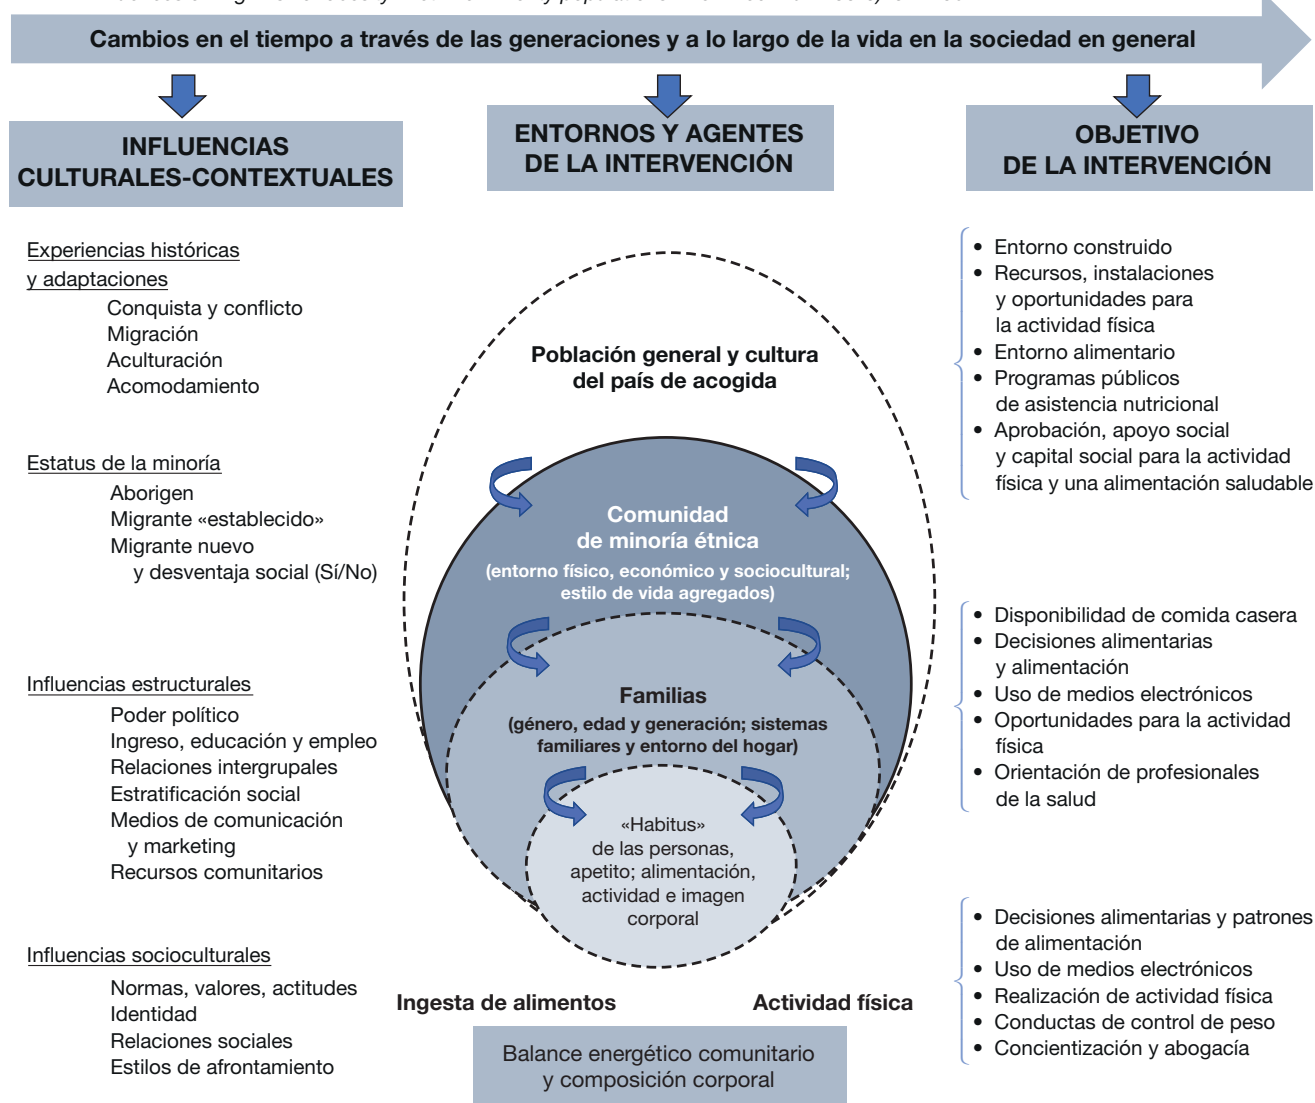 Cambios en el tiempo a través de las generaciones y a lo largo de la vida en la sociedad en general
INFLUENCIAS
CULTURALES-CONTEXTUALES
Experiencias históricas
y adaptaciones
Conquista y conflicto
Migración
Aculturación
Acomodamiento
Estatus de la minoría
Aborigen
Migrante «establecido»
Migrante nuevo
y desventaja social (Sí/No)
Influencias estructurales
Poder político
Ingreso, educación y empleo
Relaciones intergrupales
Estratificación social
Medios de comunicación
y marketing
Recursos comunitarios
Influencias socioculturales
Normas, valores, actitudes
Identidad
Relaciones sociales
Estilos de afrontamiento
ENTORNOS Y AGENTES
DE LA INTERVENCIÓN
Población general y cultura
del país de acogida
Comunidad
de minoría étnica
(entorno físico, económico y sociocultural;
estilo de vida agregados)
Familias
(género, edad y generación; sistemas
familiares y entorno del hogar)
«Habitus»
de las personas,
apetito; alimentación,
actividad e imagen
corporal
Ingesta de alimentos
Actividad física
Balance energético comunitario
y composición corporal
OBJETIVO
DE LA INTERVENCIÓN
• Entorno construido
• Recursos, instalaciones
y oportunidades para
la actividad física
• Entorno alimentario
• Programas públicos
de asistencia nutricional
• Aprobación, apoyo social
y capital social para la actividad
física y una alimentación saludable
• Disponibilidad de comida casera
• Decisiones alimentarias
y alimentación
• Uso de medios electrónicos
• Oportunidades para la actividad
física
• Orientación de profesionales
de la salud
• Decisiones alimentarias y patrones
de alimentación
• Uso de medios electrónicos
• Realización de actividad física
• Conductas de control de peso
• Concientización y abogacía